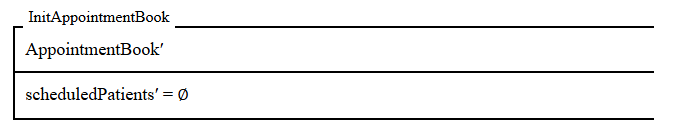 InitAppointmentBook
AppointmentBook′
scheduledPatients′ = ∅